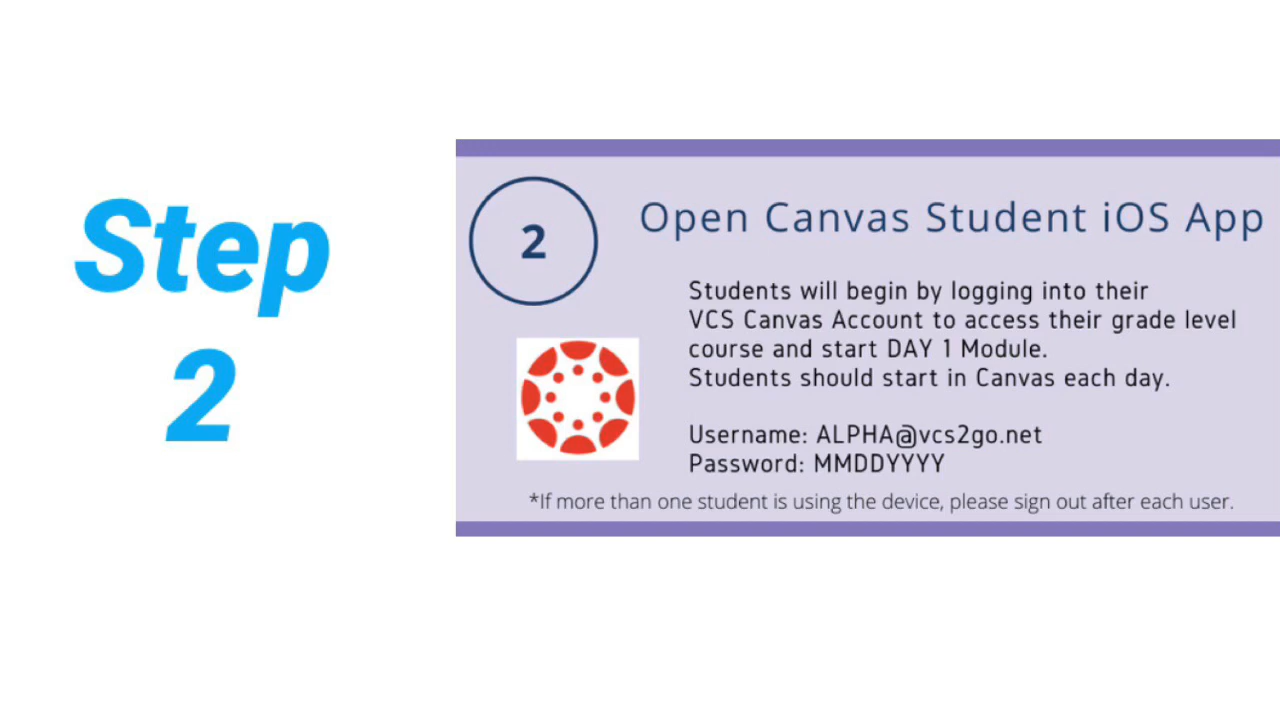 Step
2
2
Open Canvas Student iOS App
Students will begin by logging into their
VCS Canvas Account to access their grade level
course and start DAY 1 Module.
Students should start in Canvas each day.
Username: ALPHA@vcs2go.net
Password: MMDDYYYY
*If more than one student is using the device, please sign out after each user.